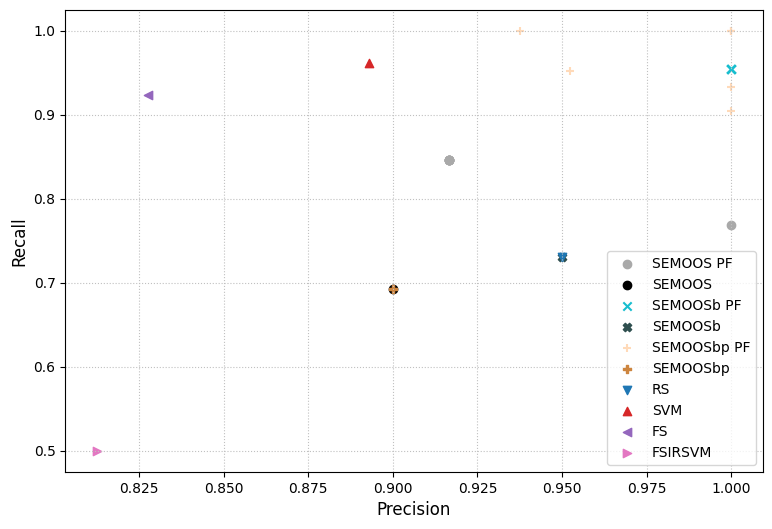 1.0
0.9
0.8
0.7
0.6
0.5
Recall
SEMOOS PF
SEMOOS
SEMOOSb PF
SEMOOSb
SEMOOSbp PF
SEMOOSbp
RS
SVM
FS
FSIRSVM
0.825 0.850 0.875 0.900 0.925 0.950 0.975 1.000
Precision